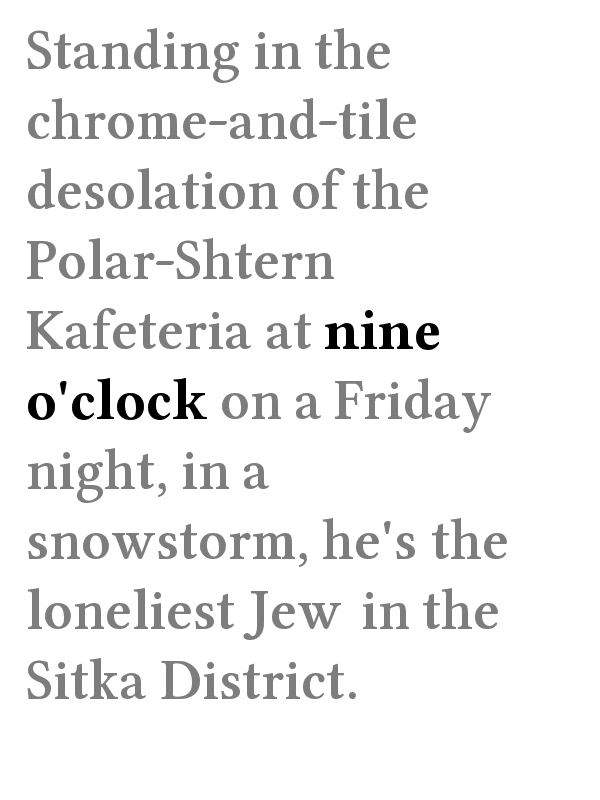 Standing in the
chrome-and-tile
desolation of the
Polar-Shtern
Kafeteria at nine
o'clock on a Friday
night, in a
snowstorm, he's the
loneliest Jew in the
Sitka District.